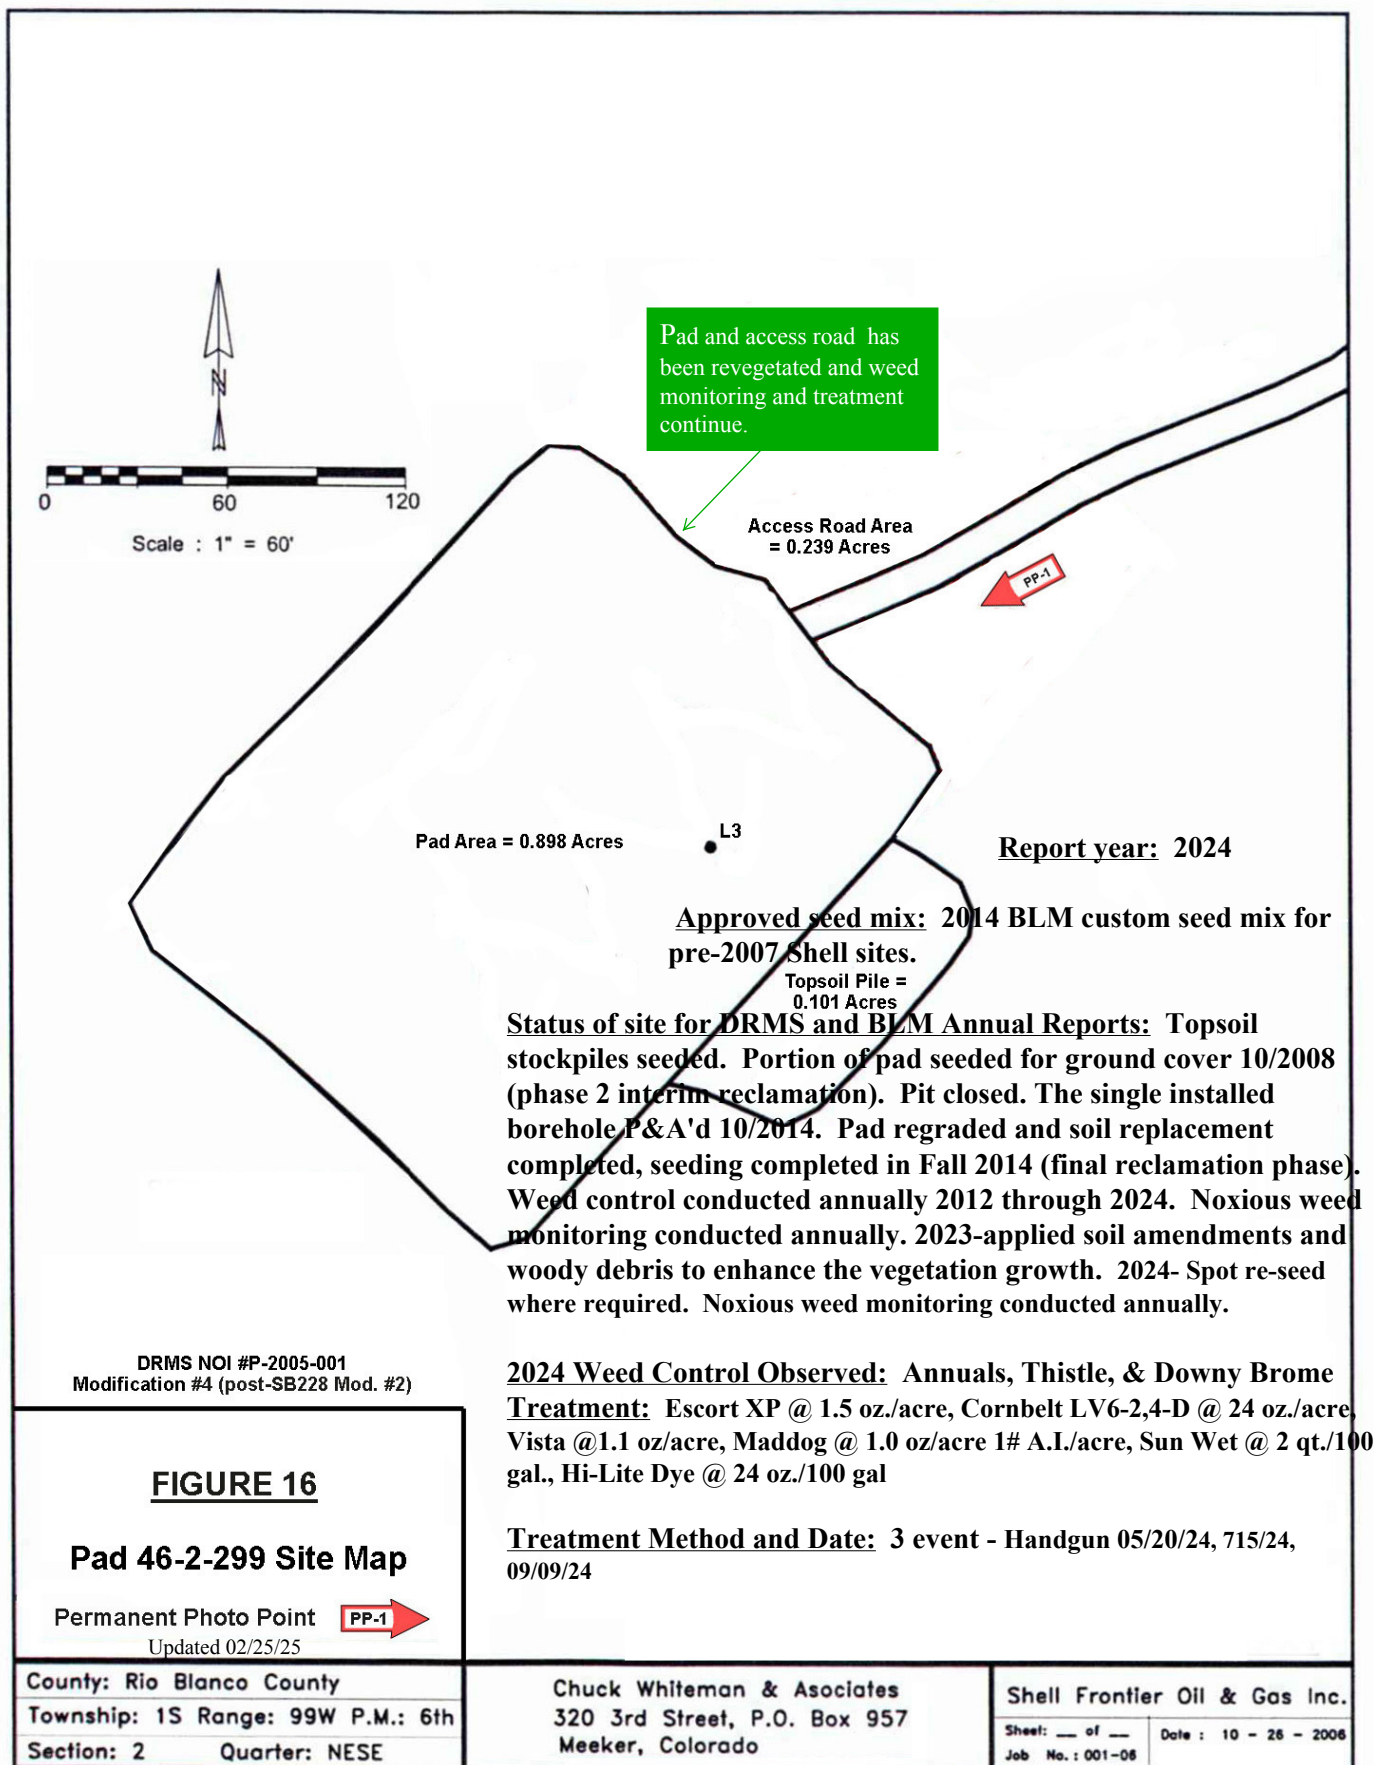 Pad and access road has
been revegetated and weed
monitoring and treatment
continue.
N
0 60 120
Scale : 1" = 60'
Access Road Area
= 0.239 Acres
PP-1
L3
Pad Area = 0.898 Acres
Report year: 2024
Approved seed mix: 2014 BLM custom seed mix for
pre-2007 Shell sites.
Topsoil Pile =
0.101 Acres
Status of site for DRMS and BLM Annual Reports: Topsoil
stockpiles seeded. Portion of pad seeded for ground cover 10/2008
(phase 2 interim reclamation). Pit closed. The single installed
borehole P&A'd 10/2014. Pad regraded and soil replacement
completed, seeding completed in Fall 2014 (final reclamation phase).
Weed control conducted annually 2012 through 2024. Noxious weed
monitoring conducted annually. 2023-applied soil amendments and
woody debris to enhance the vegetation growth. 2024- Spot re-seed
where required. Noxious weed monitoring conducted annually.
2024 Weed Control Observed: Annuals, Thistle, & Downy Brome
Treatment: Escort XP @ 1.5 oz./acre, Cornbelt LV6-2,4-D @ 24 oz./acre,
Vista @1.1 oz/acre, Maddog @ 1.0 oz/acre 1# A.I./acre, Sun Wet @ 2 qt./100
gal., Hi-Lite Dye @ 24 oz./100 gal
Treatment Method and Date: 3 event - Handgun 05/20/24, 715/24,
09/09/24
DRMS NOI #P-2005-001
Modification #4 (post-SB228 Mod. #2)
FIGURE 16
Pad 46-2-299 Site Map
Permanent Photo Point PP-1
Updated 02/25/25
County: Rio Blanco County
Township: 1S Range: 99W P.M.: 6th
Section: 2 Quarter: NESE
Chuck Whiteman & Asociates
320 3rd Street, P.O. Box 957
Meeker, Colorado
Shell Frontier Oil & Gas Inc.
Sheet: __ of __
Job No. : 001-06
Date : 10 - 26 - 2006